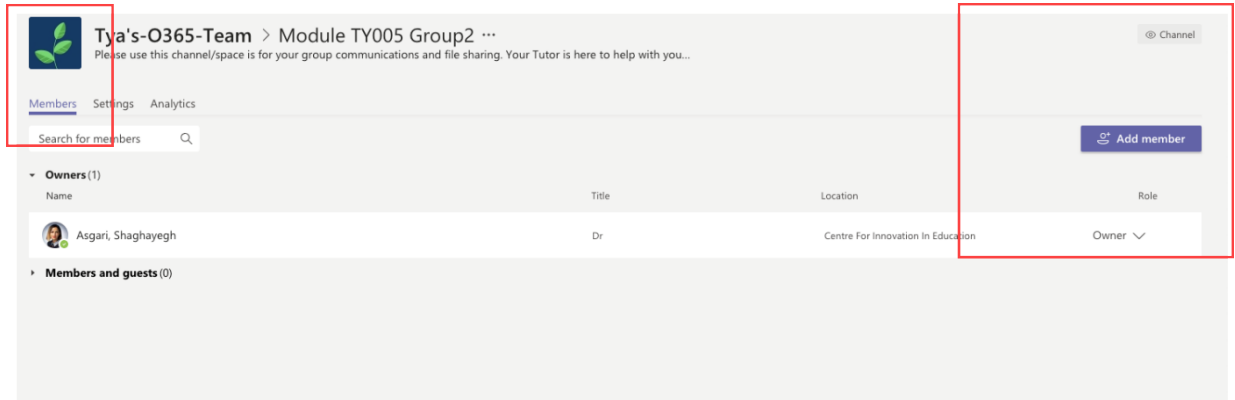 Tya's-O365-Team > Module TY005 Group2 ···
Channel
Please use this channel/space is for your group communications and file sharing. Your Tutor is here to help with you...
Members Settings Analytics
Search for members
Add member
Owners (1)
Name Title Location Role
Asgari, Shaghayegh Dr Centre For Innovation In Education Owner
Members and guests (0)